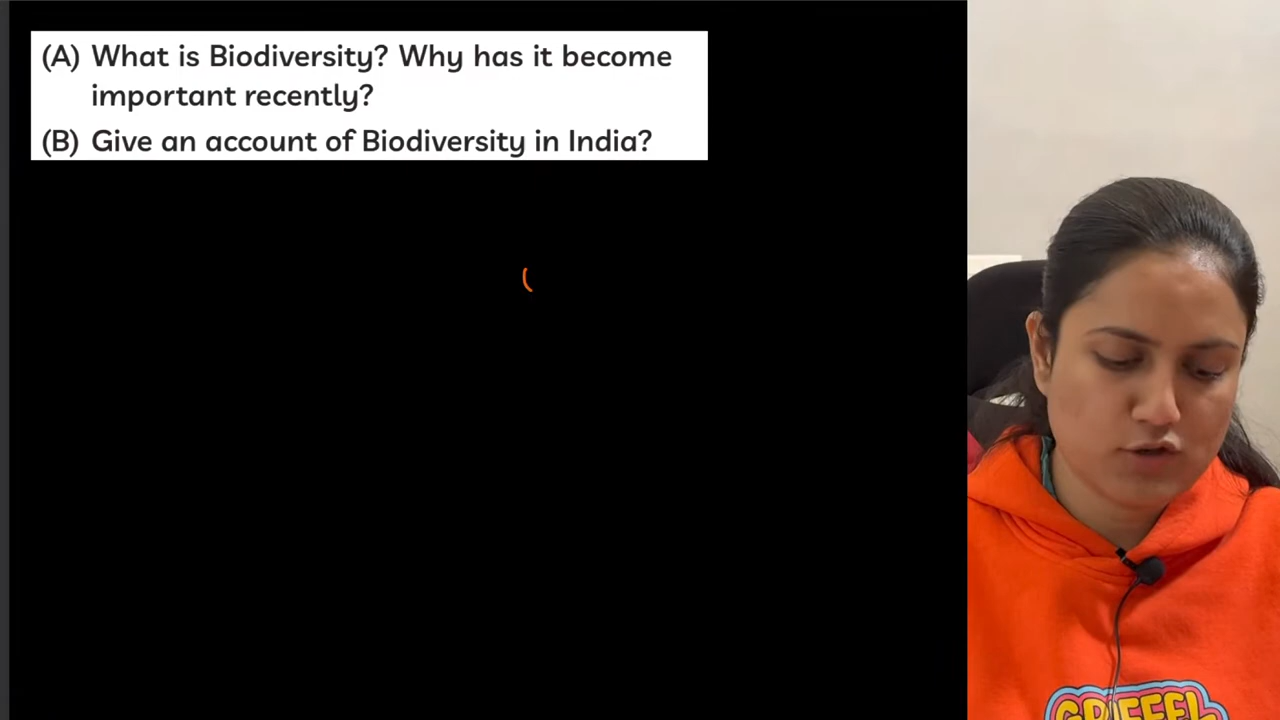 (A) What is Biodiversity? Why has it become
important recently?
(B) Give an account of Biodiversity in India?
(